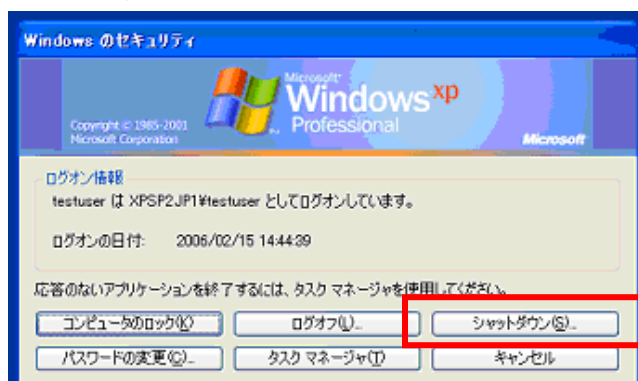 Windows のセキュリティ
Microsoft
Windows xp
Professional
Copyright © 1985-2001
Microsoft Corporation
Microsoft
ログオン情報
testuser は XPSP2JP1¥testuser としてログオンしています。
ログオンの日付: 2006/02/15 14:44:39
応答のないアプリケーションを終了するには、タスク マネージャを使用してください。
コンピュータのロック(K) ログオフ(L)... シャットダウン(S)...
パスワードの変更(C)... タスク マネージャ(T) キャンセル